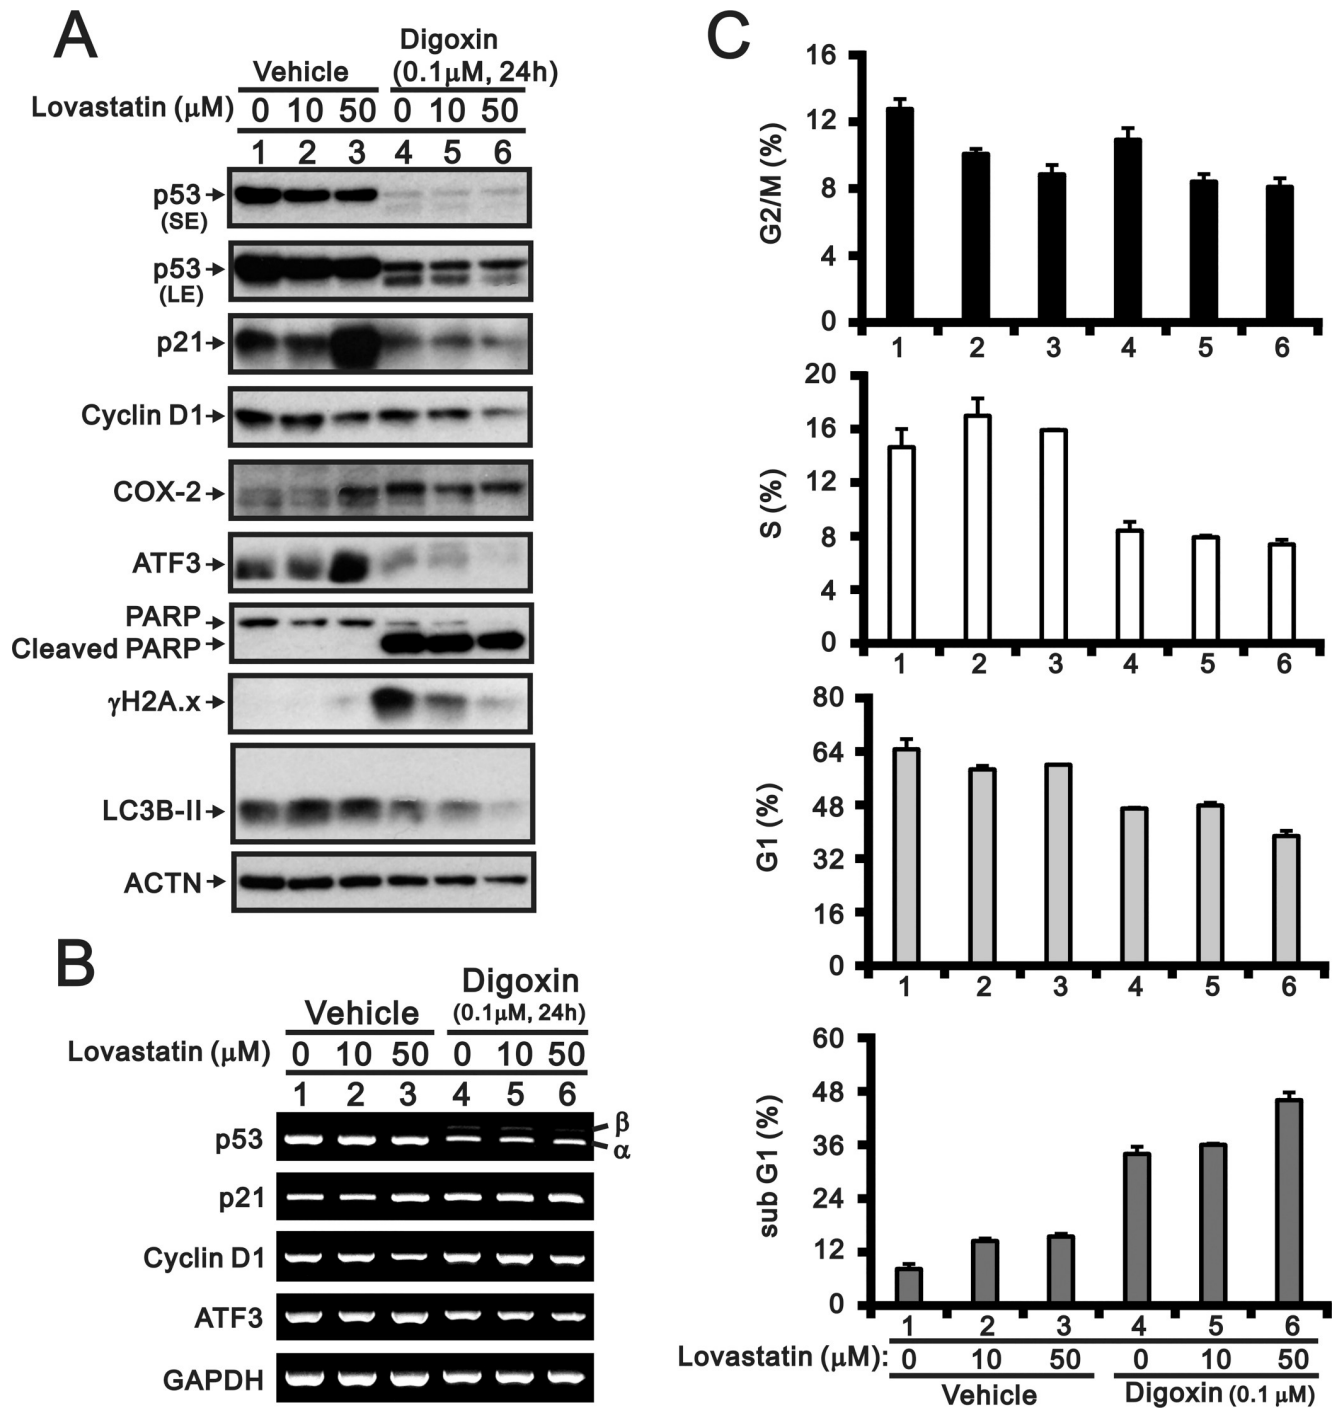 A
Digoxin
Vehicle (0.1μM, 24h)
Lovastatin (μM) 0 10 50 0 10 50
1 2 3 4 5 6
p53
(SE)
p53
(LE)
p21
Cyclin D1
COX-2
ATF3
PARP
Cleaved PARP
γH2A.x
LC3B-II
ACTN
B
Digoxin
Vehicle (0.1μM, 24h)
Lovastatin (μM) 0 10 50 0 10 50
1 2 3 4 5 6
p53 β
α
p21
Cyclin D1
ATF3
GAPDH
C
G2/M (%)
16
12
8
4
0
1 2 3 4 5 6
S (%)
20
16
12
8
4
0
1 2 3 4 5 6
G1 (%)
80
64
48
32
16
0
1 2 3 4 5 6
sub G1 (%)
60
48
36
24
12
0
1 2 3 4 5 6
Lovastatin (μM): 0 10 50 0 10 50
Vehicle Digoxin (0.1 μM)